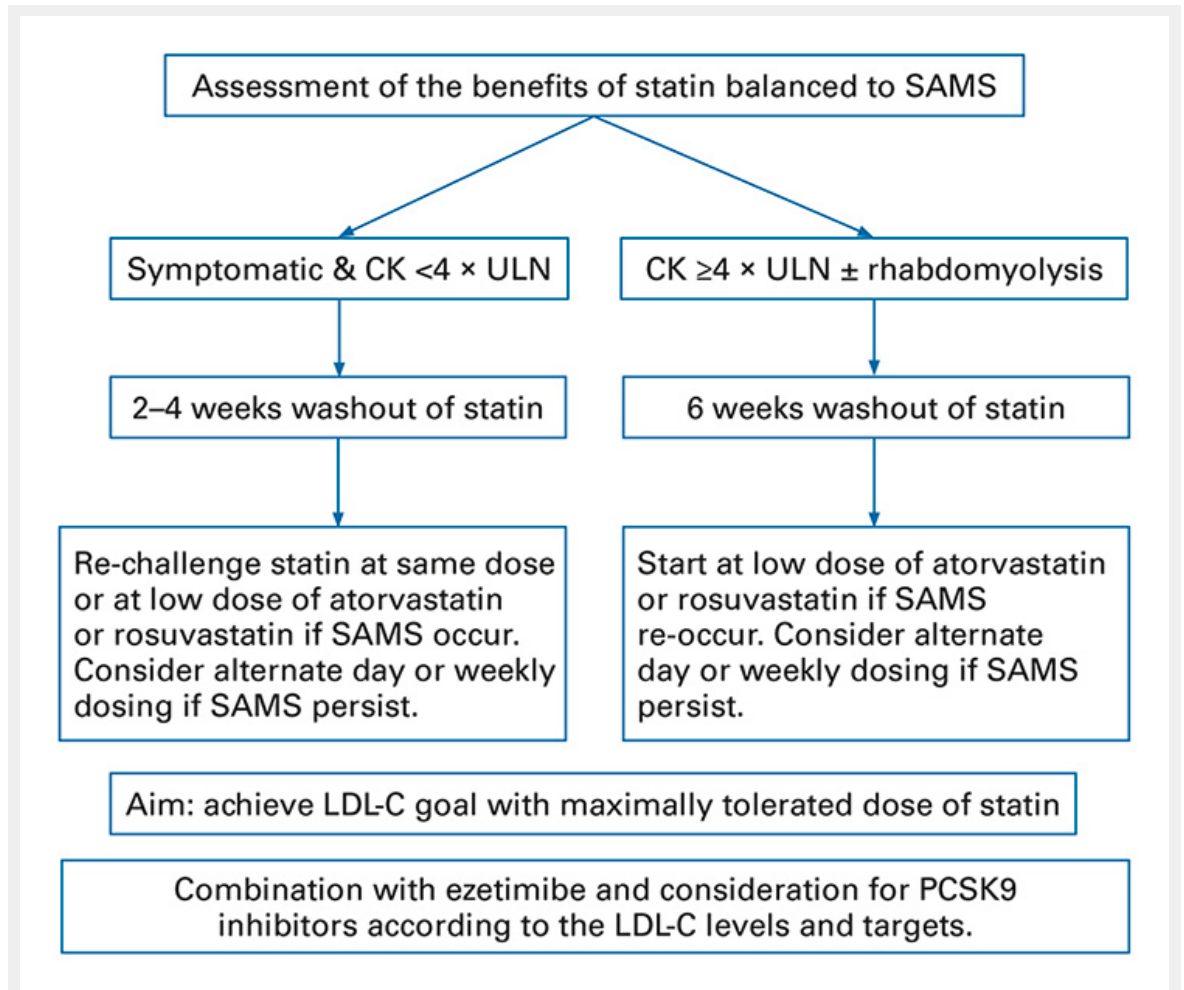 Assessment of the benefits of statin balanced to SAMS
Symptomatic & CK <4 × ULN
CK ≥4 × ULN ± rhabdomyolysis
2–4 weeks washout of statin
6 weeks washout of statin
Re-challenge statin at same dose
or at low dose of atorvastatin
or rosuvastatin if SAMS occur.
Consider alternate day or weekly
dosing if SAMS persist.
Start at low dose of atorvastatin
or rosuvastatin if SAMS
re-occur. Consider alternate
day or weekly dosing if SAMS
persist.
Aim: achieve LDL-C goal with maximally tolerated dose of statin
Combination with ezetimibe and consideration for PCSK9
inhibitors according to the LDL-C levels and targets.